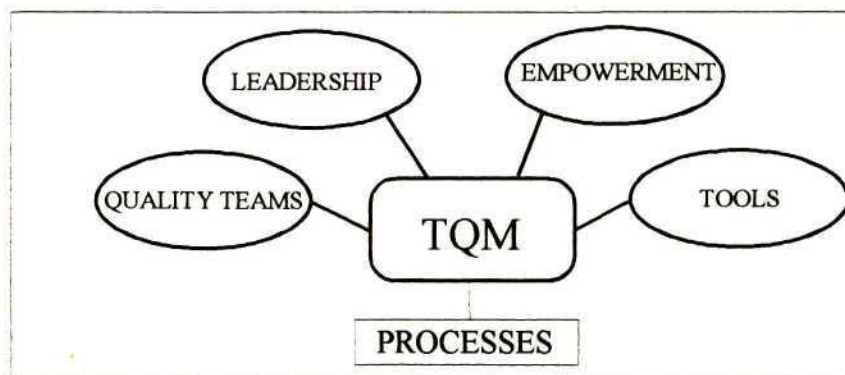 LEADERSHIP
EMPOWERMENT
QUALITY TEAMS
TOOLS
TQM
PROCESSES